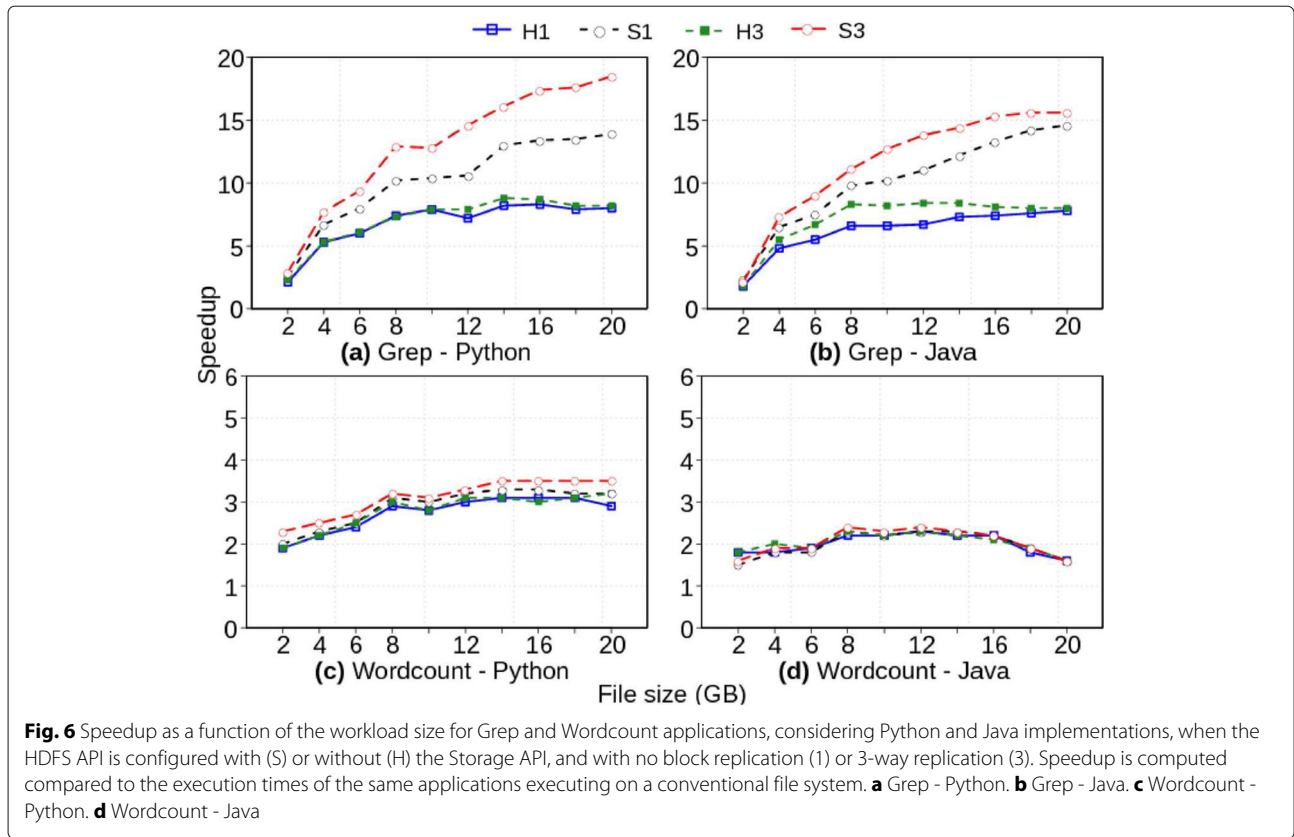 H1 S1 H3 S3
20 20
15 15
10 10
5 5
0 0
2 4 6 8 12 16 20 2 4 6 8 12 16 20
(a) Grep - Python (b) Grep - Java
Speedup
6 6
5 5
4 4
3 3
2 2
1 1
0 0
2 4 6 8 12 16 20 2 4 6 8 12 16 20
(c) Wordcount - Python (d) Wordcount - Java
File size (GB)
Fig. 6 Speedup as a function of the workload size for Grep and Wordcount applications, considering Python and Java implementations, when the
HDFS API is configured with (S) or without (H) the Storage API, and with no block replication (1) or 3-way replication (3). Speedup is computed
compared to the execution times of the same applications executing on a conventional file system. a Grep - Python. b Grep - Java. c Wordcount -
Python. d Wordcount - Java